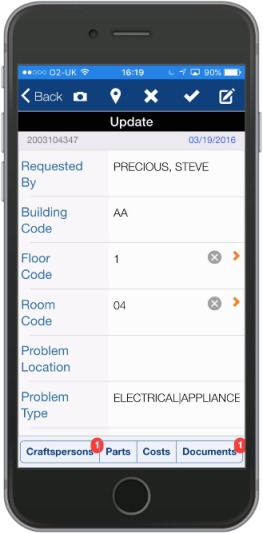 ●●○○○ O2-UK 16:19 90%
Back
Update
2003104347 03/19/2016
Requested By PRECIOUS, STEVE
Building Code AA
Floor Code 1
Room Code 04
Problem Location
Problem Type ELECTRICAL|APPLIANCE
Craftspersons 1 Parts Costs Documents 1